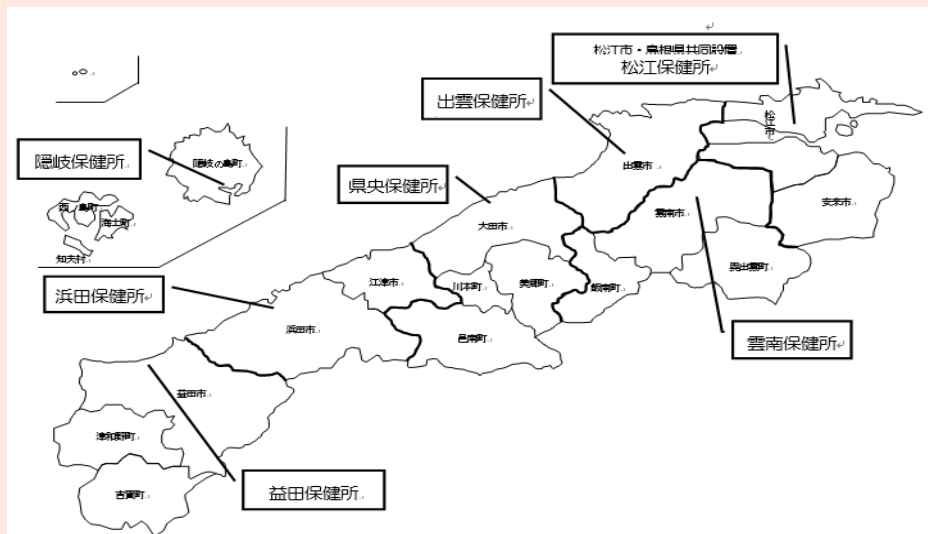 松江市・島根県共同設置
松江保健所
出雲保健所
松江市
隠岐の島町
隠岐保健所
出雲市
県央保健所
安来市
西ノ島町
雲南市
海士町
大田市
知夫村
奥出雲町
江津市
川本町
美郷町
飯南町
浜田保健所
浜田市
邑南町
雲南保健所
益田市
津和野町
吉賀町
益田保健所